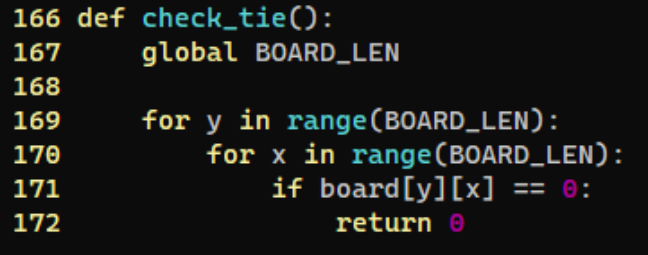 166 def check_tie():
167     global BOARD_LEN
168
169     for y in range(BOARD_LEN):
170         for x in range(BOARD_LEN):
171             if board[y][x] == 0:
172                 return 0